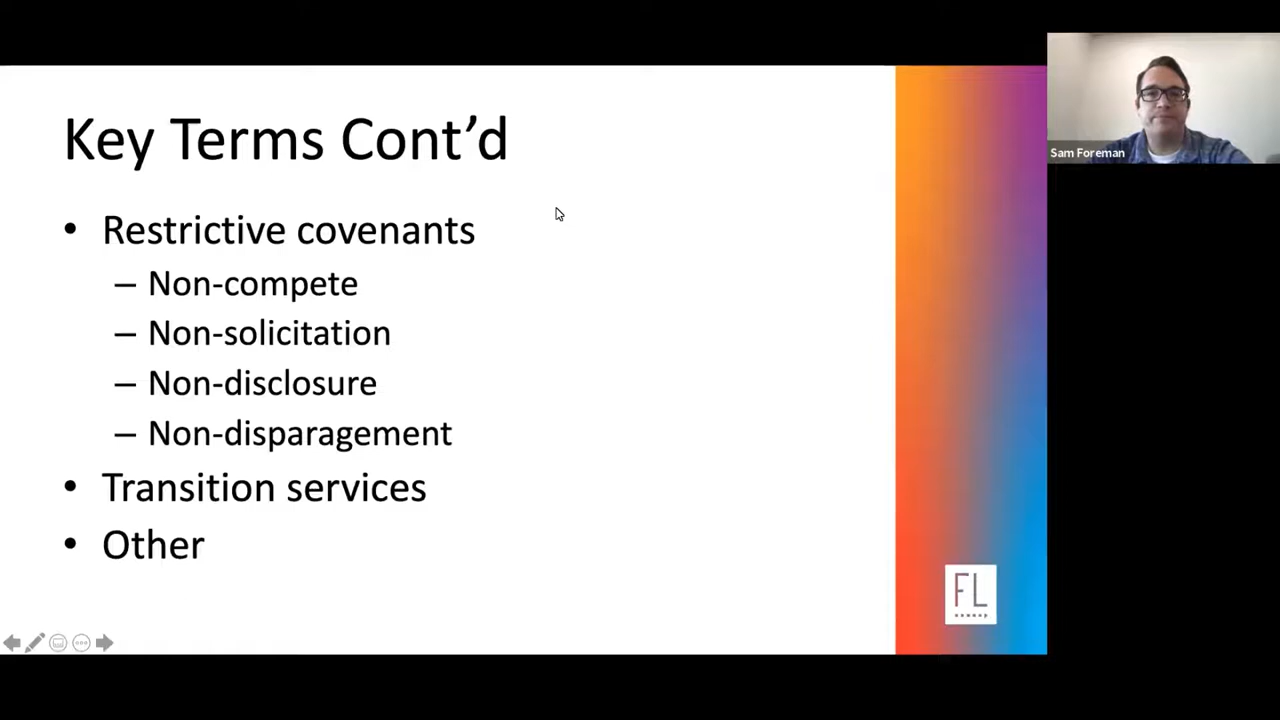 Key Terms Cont’d
• Restrictive covenants
– Non-compete
– Non-solicitation
– Non-disclosure
– Non-disparagement
• Transition services
• Other
Sam Foreman
FL